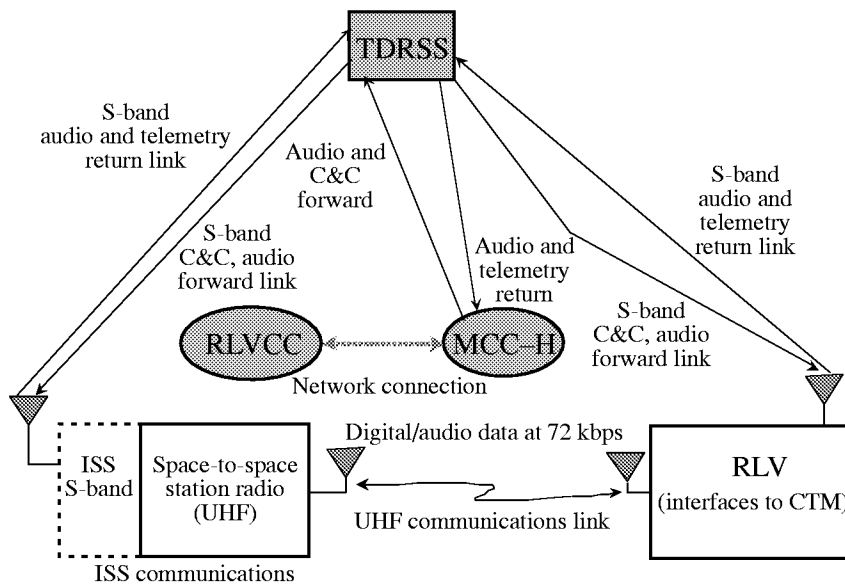 TDRSS
S-band
audio and telemetry
return link
Audio and
C&C
forward
S-band
audio and
telemetry
return link
S-band
C&C, audio
forward link
Audio and
telemetry
return
S-band
C&C, audio
forward link
RLVCC
MCC–H
Network connection
Digital/audio data at 72 kbps
ISS
S-band
Space-to-space
station radio
(UHF)
RLV
(interfaces to CTM)
UHF communications link
ISS communications